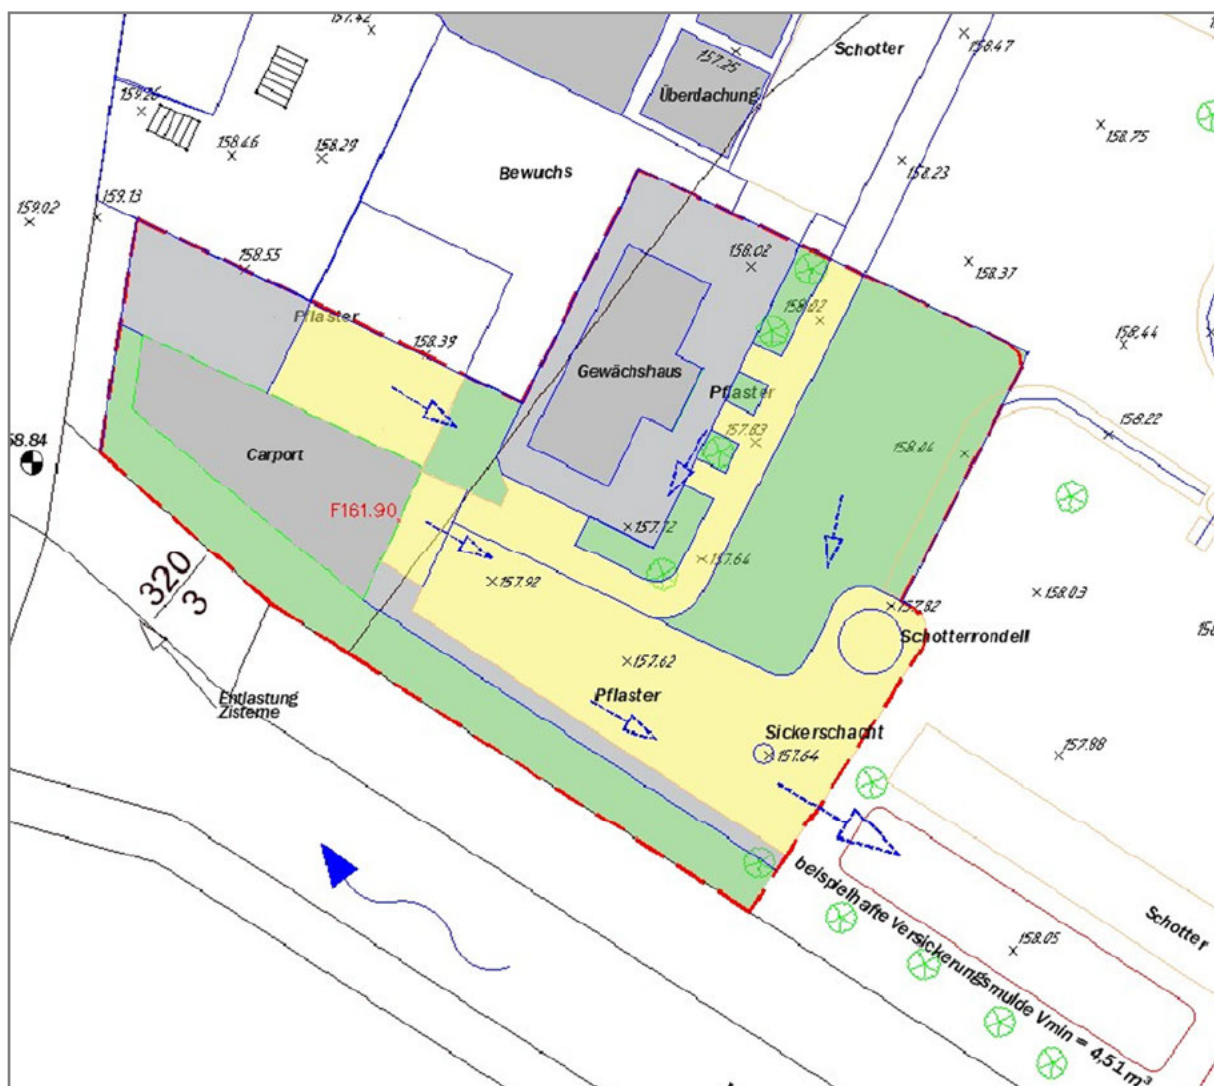 157.42
157.25
Schotter
158.47
Überdachung
159.26
158.46
158.29
158.75
Bewuchs
158.23
159.02
159.13
158.55
158.02
158.37
158.02
Pflaster
158.39
158.44
Gewächshaus
Pflaster
157.83
158.22
58.84
Carport
158.04
F161.90
157.72
157.64
157.92
320
3
157.82
158.03
Schotterrondell
157.62
Pflaster
Entlastung
Zisterne
Sickerschacht
157.64
157.88
beispielhafte Versickerungsmulde Vmin = 4,51 m³
Schotter
158.05